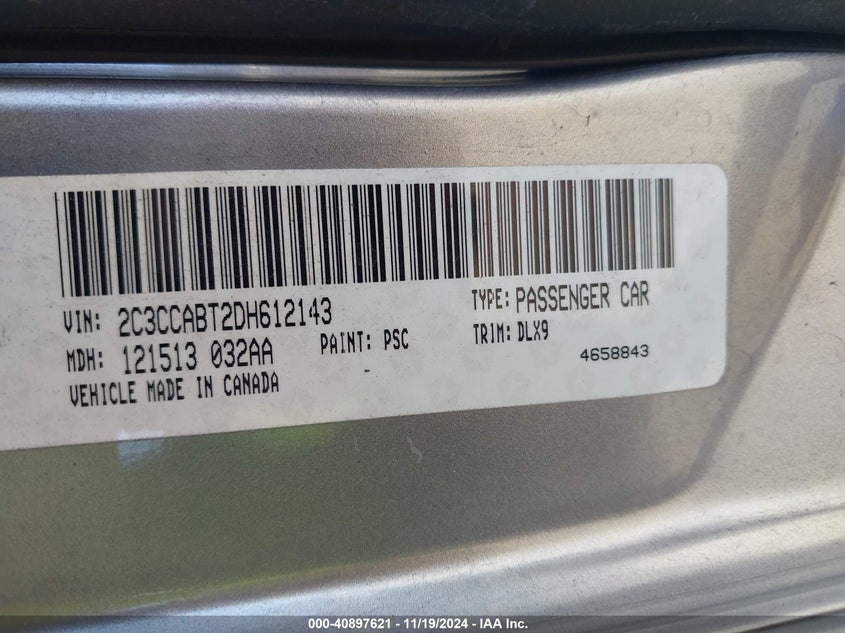 VIN: 2C3CCABT2DH612143 TYPE: PASSENGER CAR
MDH: 121513 032AA PAINT: PSC TRIM: DLX9
VEHICLE MADE IN CANADA 4658843
000-40897621 - 11/19/2024 - IAA Inc.